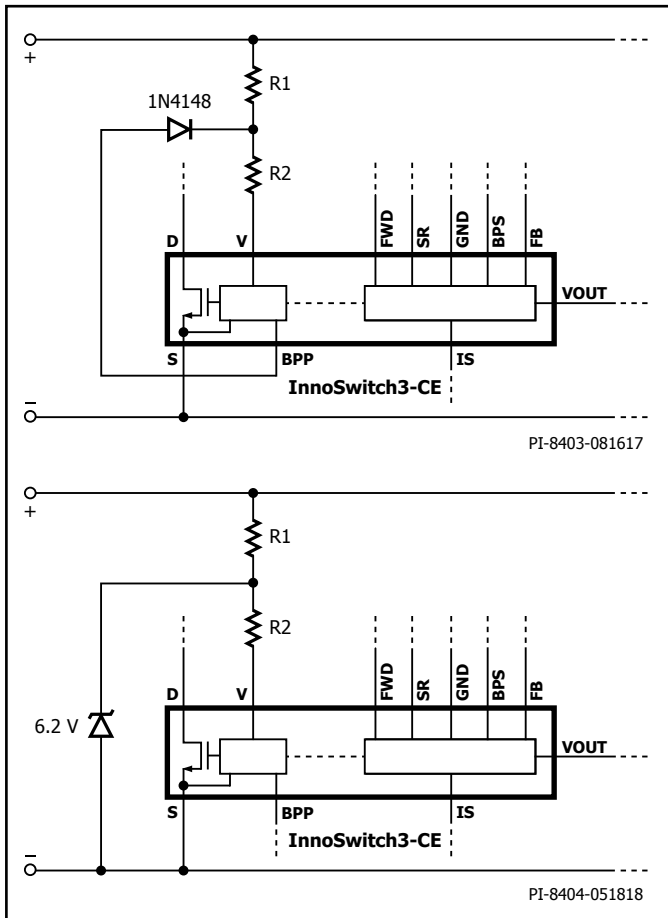 +
R1
1N4148
R2
D
V
FWD
SR
GND
BPS
FB
VOUT
S
BPP
IS
InnoSwitch3-CE
–
PI-8403-081617
+
R1
R2
D
V
FWD
SR
GND
BPS
FB
6.2 V
VOUT
S
BPP
IS
InnoSwitch3-CE
–
PI-8404-051818